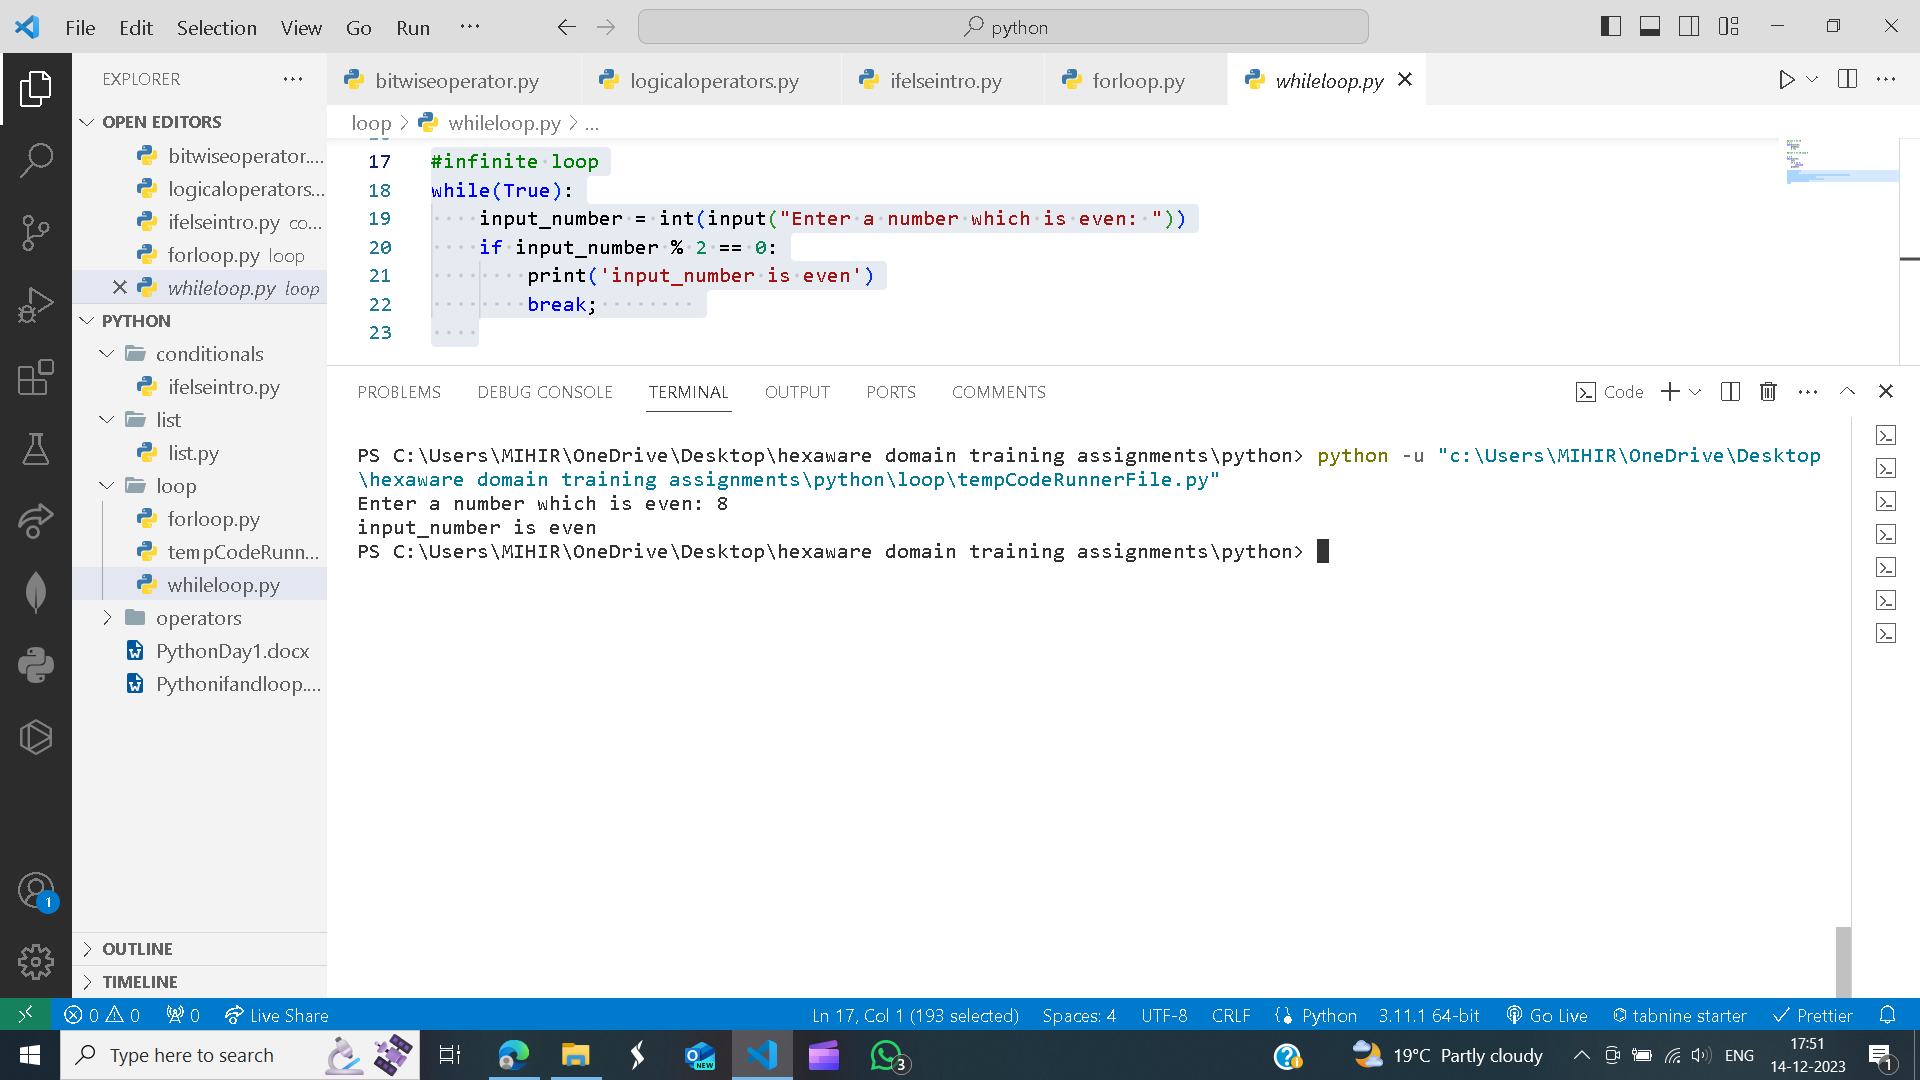 File Edit Selection View Go Run ···
python
EXPLORER ···
OPEN EDITORS
bitwiseoperator....
logicaloperators...
ifelseintro.py co...
forloop.py loop
whileloop.py loop
PYTHON
conditionals
ifelseintro.py
list
list.py
loop
forloop.py
tempCodeRunn...
whileloop.py
operators
PythonDay1.docx
Pythonifandloop....
OUTLINE
TIMELINE
1
bitwiseoperator.py logicaloperators.py ifelseintro.py forloop.py whileloop.py
loop > whileloop.py > ...
17 #infinite loop
18 while(True):
19 input_number = int(input("Enter a number which is even: "))
20 if input_number % 2 == 0:
21 print('input_number is even')
22 break;
23
PROBLEMS DEBUG CONSOLE TERMINAL OUTPUT PORTS COMMENTS Code
PS C:\Users\MIHIR\OneDrive\Desktop\hexaware domain training assignments\python> python -u "c:\Users\MIHIR\OneDrive\Desktop
\hexaware domain training assignments\python\loop\tempCodeRunnerFile.py"
Enter a number which is even: 8
input_number is even
PS C:\Users\MIHIR\OneDrive\Desktop\hexaware domain training assignments\python>
0 0 0 Live Share Ln 17, Col 1 (193 selected) Spaces: 4 UTF-8 CRLF Python 3.11.1 64-bit Go Live tabnine starter Prettier
Type here to search NEW 3 19°C Partly cloudy ENG 17:51
14-12-2023 1